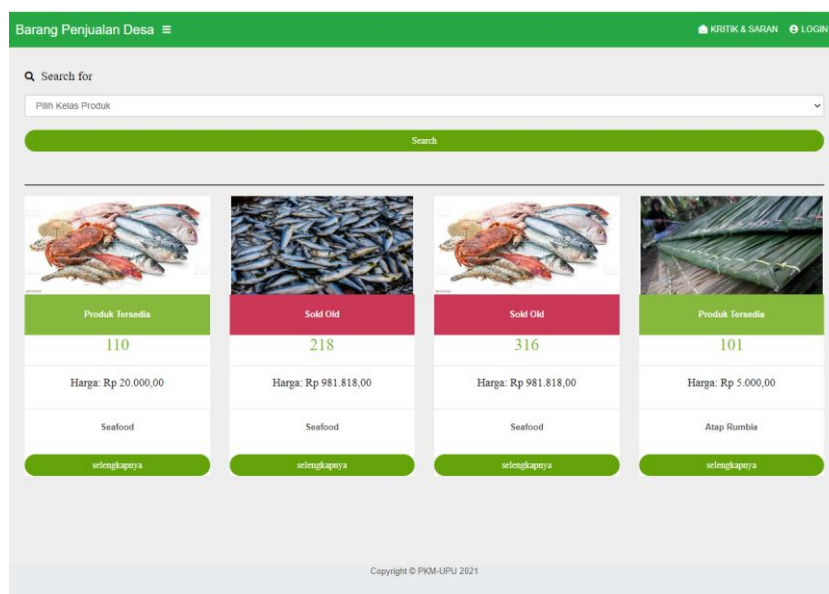 Barang Penjualan Desa
KRITIK & SARAN LOGIN
Search for
Pilih Kelas Produk
Search
Produk Tersedia
110
Harga: Rp 20.000,00
Seafood
selengkapnya
Sold Old
218
Harga: Rp 981.818,00
Seafood
selengkapnya
Sold Old
316
Harga: Rp 981.818,00
Seafood
selengkapnya
Produk Tersedia
101
Harga: Rp 5.000,00
Atap Rumbia
selengkapnya
Copyright © PKM-UPU 2021